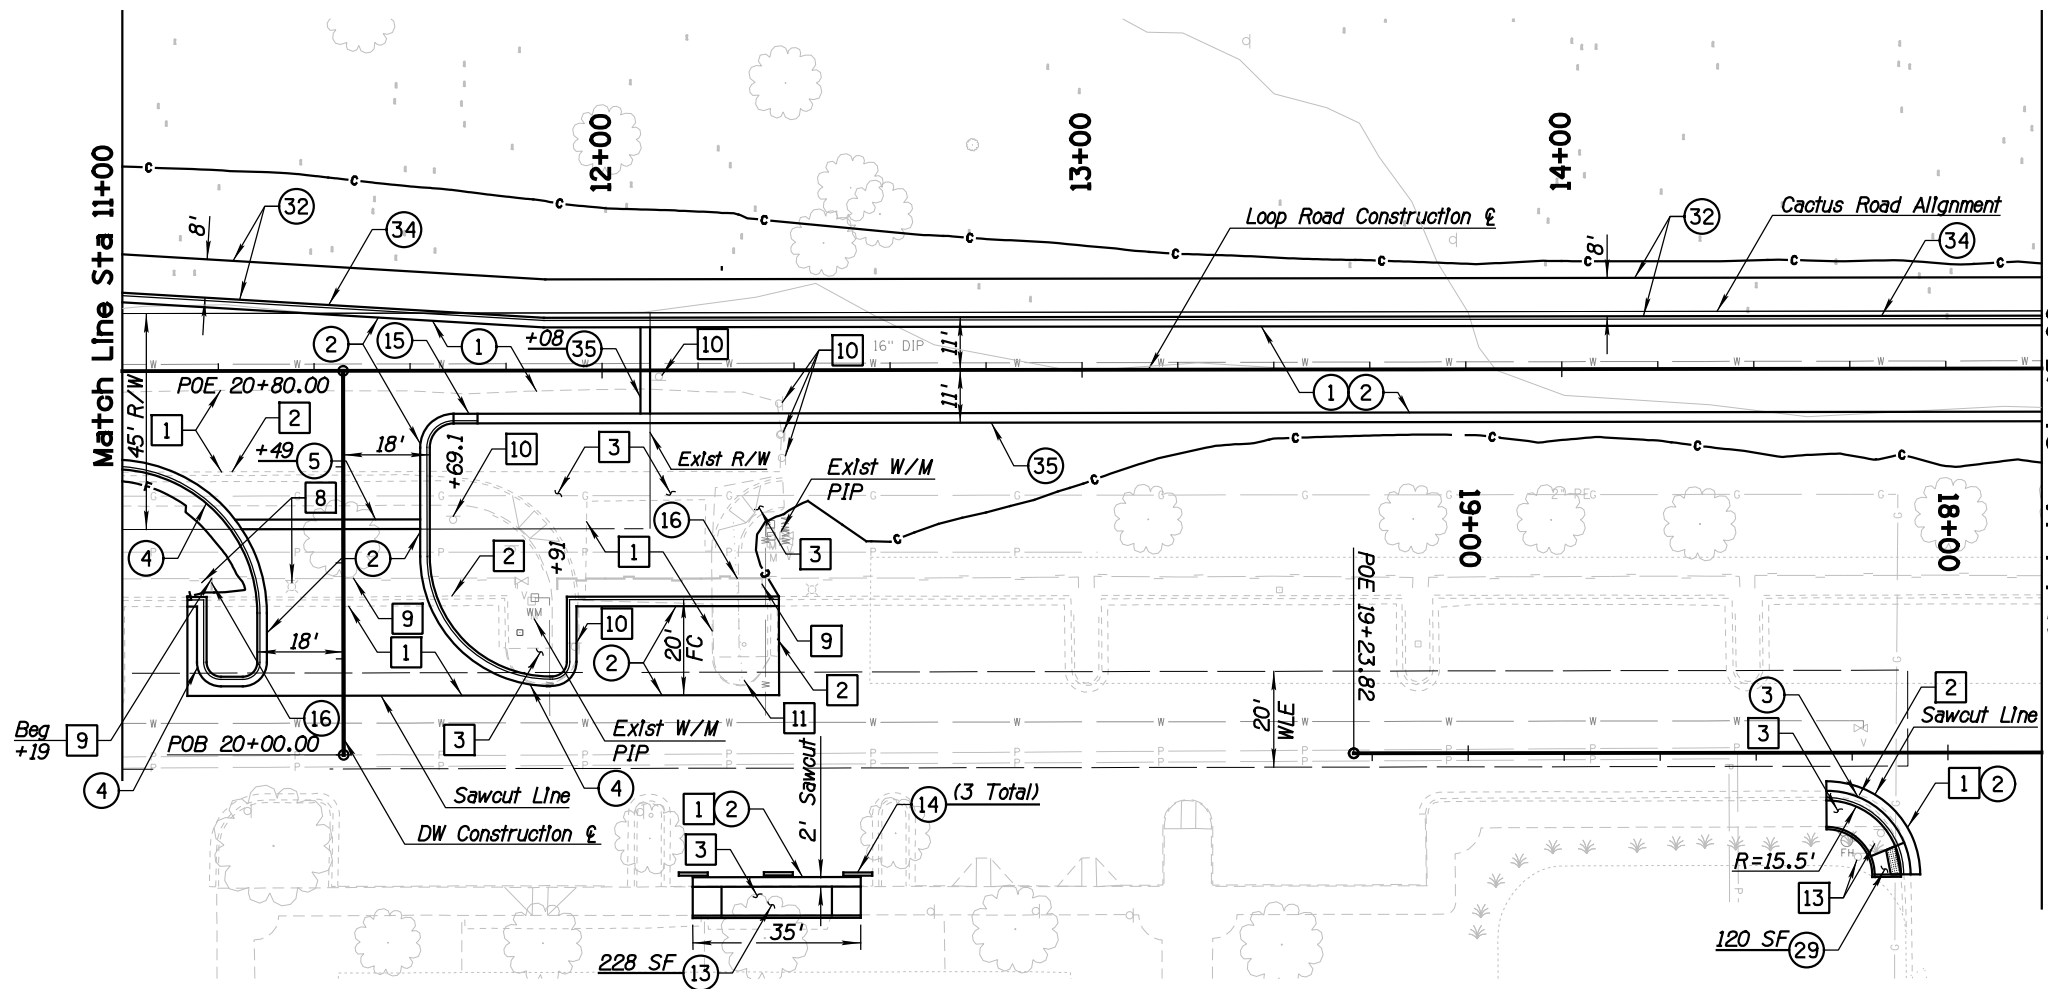 Match Line Sta 11+00
12+00
13+00
14+00
8'
32
34
Loop Road Construction ℄
32
Cactus Road Alignment
8'
34
C C C C C C C C C C
2
15
1
+08
35
10
10
16" DIP
11'
11'
1 2
45' R/W
POE 20+80.00
1
2
+49
5
18'
+69.1
10
3
Exist R/W
Exist W/M
PIP
35
8
F
4
2
2
16
1
3
+91
2" PE
19+00
18+00
9
1
18'
10
2
20'
FC
9
2
WM
V
POE 19+23.82
Beg
+19
9
16
POB 20+00.00
3
Exist W/M
PIP
11
20'
WLE
3
2
Sawcut Line
3
V
4
Sawcut Line
4
DW Construction ℄
1 2
3
2' Sawcut
14
(3 Total)
1 2
R=15.5'
FH
13
35'
228 SF
13
120 SF
29